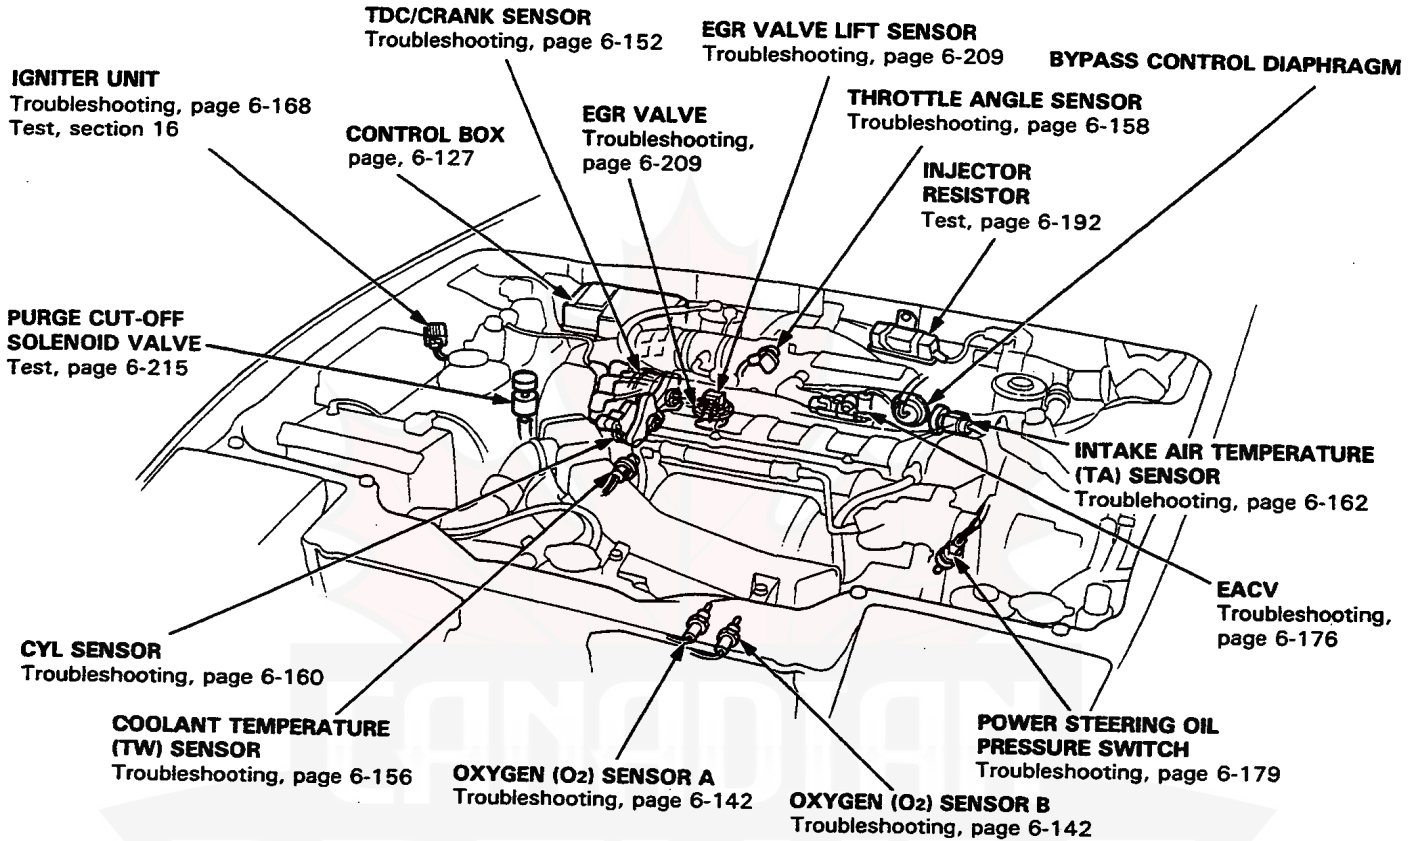 TDC/CRANK SENSOR
Troubleshooting, page 6-152
EGR VALVE LIFT SENSOR
Troubleshooting, page 6-209
BYPASS CONTROL DIAPHRAGM
IGNITER UNIT
Troubleshooting, page 6-168
Test, section 16
CONTROL BOX
page, 6-127
EGR VALVE
Troubleshooting,
page 6-209
THROTTLE ANGLE SENSOR
Troubleshooting, page 6-158
INJECTOR
RESISTOR
Test, page 6-192
PURGE CUT-OFF
SOLENOID VALVE
Test, page 6-215
INTAKE AIR TEMPERATURE
(TA) SENSOR
Troublehooting, page 6-162
EACV
Troubleshooting,
page 6-176
CYL SENSOR
Troubleshooting, page 6-160
COOLANT TEMPERATURE
(TW) SENSOR
Troubleshooting, page 6-156
OXYGEN (O2) SENSOR A
Troubleshooting, page 6-142
OXYGEN (O2) SENSOR B
Troubleshooting, page 6-142
POWER STEERING OIL
PRESSURE SWITCH
Troubleshooting, page 6-179
CANADIAN